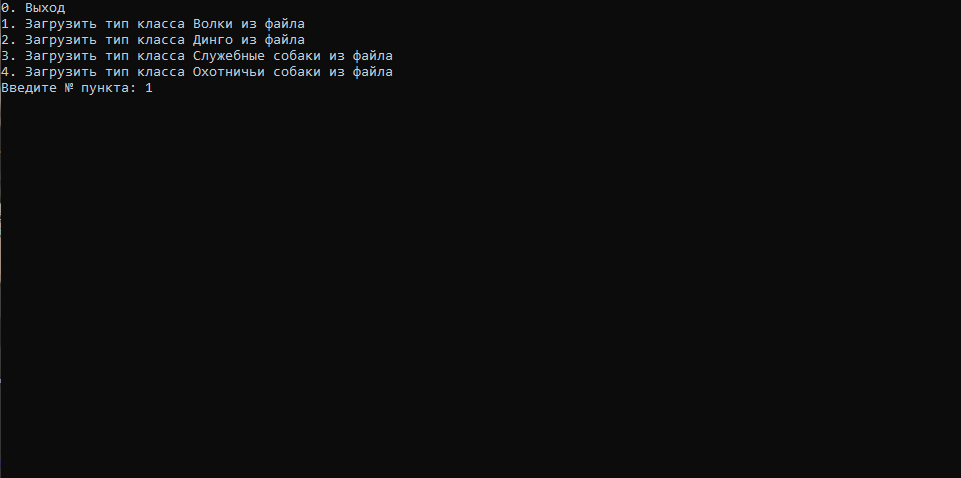 0. Выход
1. Загрузить тип класса Волки из файла
2. Загрузить тип класса Динго из файла
3. Загрузить тип класса Служебные собаки из файла
4. Загрузить тип класса Охотничьи собаки из файла
Введите № пункта: 1